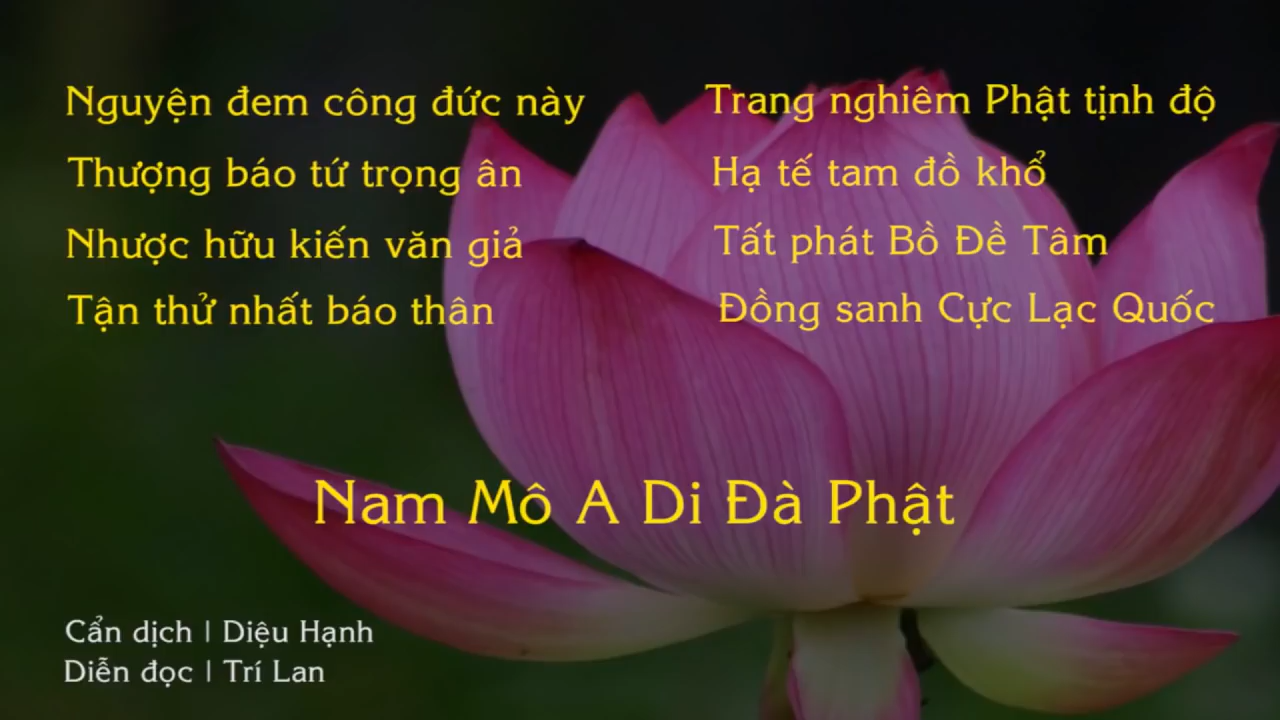 Nguyện đem công đức này
Trang nghiêm Phật tịnh độ
Thượng báo tứ trọng ân
Hạ tế tam đồ khổ
Nhược hữu kiến văn giả
Tất phát Bồ Đề Tâm
Tận thử nhất báo thân
Đồng sanh Cực Lạc Quốc
Nam Mô A Di Đà Phật
Cẩn dịch | Diệu Hạnh
Diễn đọc | Trí Lan